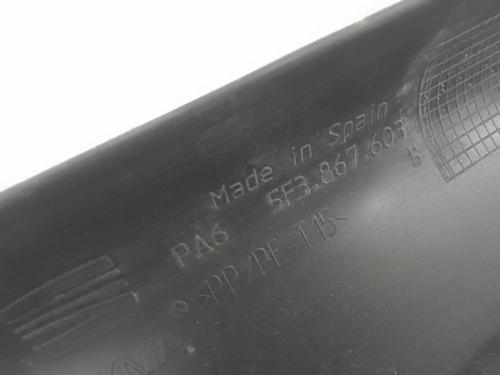 Made in Spain
5F3.867.603
PA6
>PP/PE-T15<